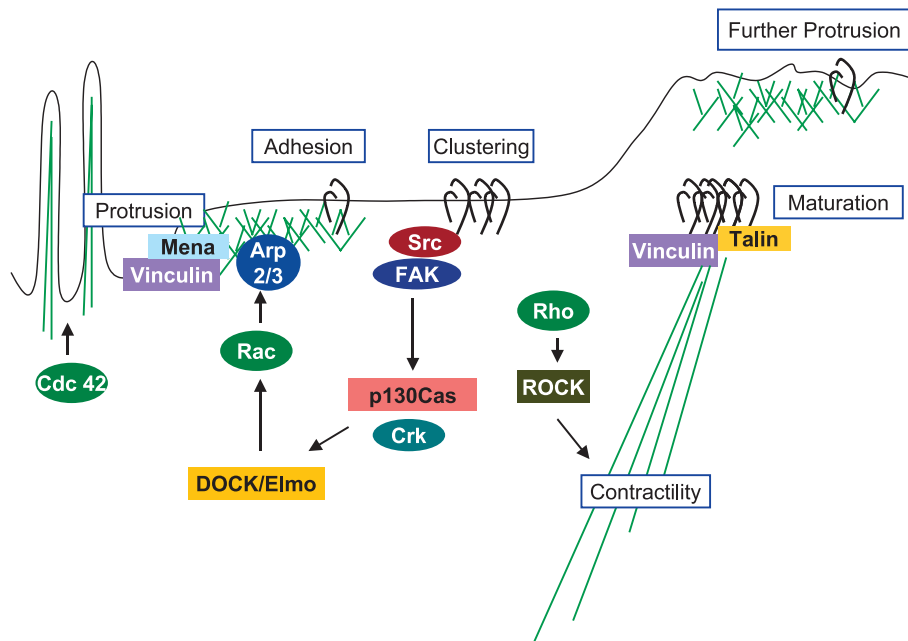 Further Protrusion
Adhesion
Clustering
Protrusion
Maturation
Mena
Vinculin
Arp
2/3
Src
FAK
Vinculin
Talin
Rho
Rac
Cdc 42
p130Cas
ROCK
Crk
DOCK/Elmo
Contractility